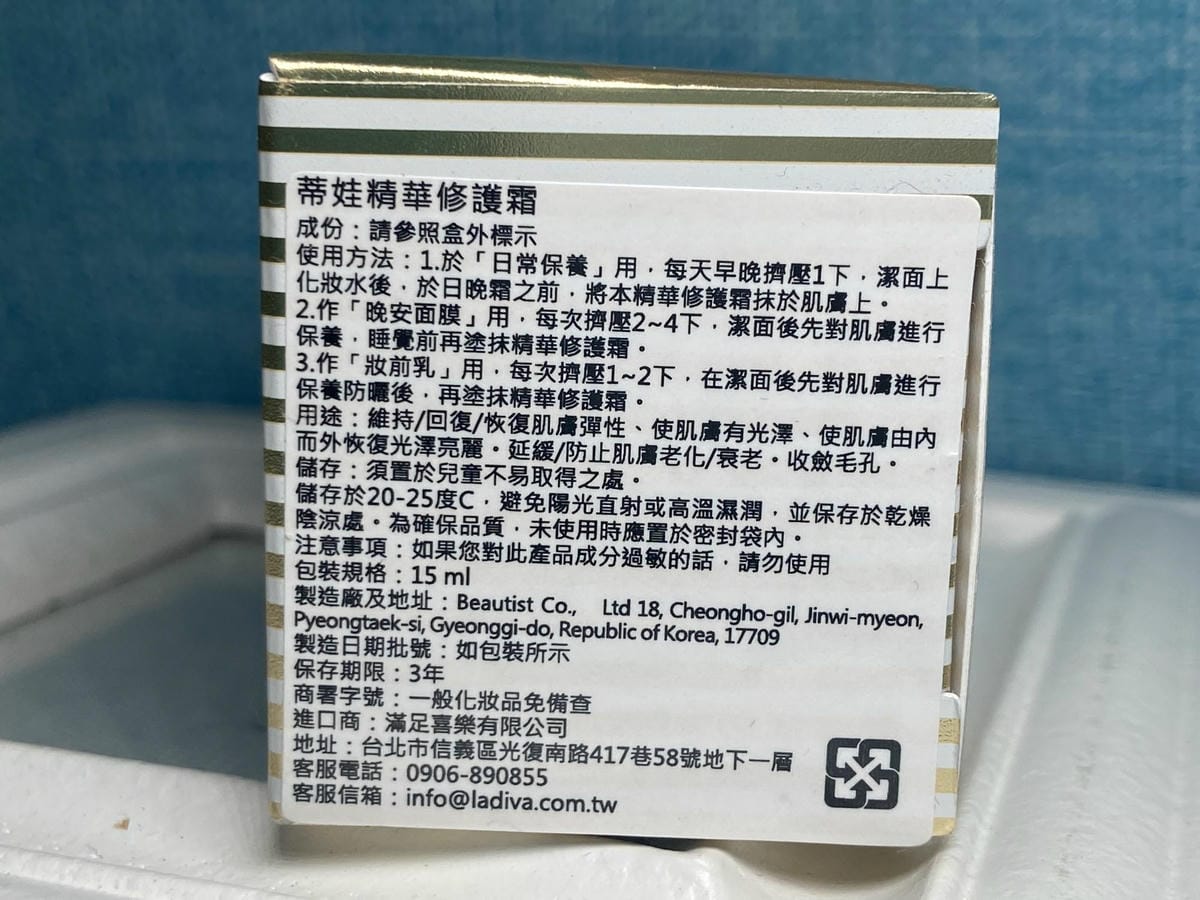 蒂娃精華修護霜
成份：請參照盒外標示
使用方法：1.於「日常保養」用，每天早晚擠壓1下，潔面上
化妝水後，於日晚霜之前，將本精華修護霜抹於肌膚上。
2.作「晚安面膜」用，每次擠壓2~4下，潔面後先對肌膚進行
保養，睡覺前再塗抹精華修護霜。
3.作「妝前乳」用，每次擠壓1~2下，在潔面後先對肌膚進行
保養防曬後，再塗抹精華修護霜。
用途：維持/回復/恢復肌膚彈性、使肌膚有光澤、使肌膚由內
而外恢復光澤亮麗。延緩/防止肌膚老化/衰老。收斂毛孔。
儲存：須置於兒童不易取得之處。
儲存於20-25度C，避免陽光直射或高溫濕潤，並保存於乾燥
陰涼處。為確保品質，未使用時應置於密封袋內。
注意事項：如果您對此產品成分過敏的話，請勿使用
包裝規格：15 ml
製造廠及地址：Beautist Co., Ltd 18, Cheongho-gil, Jinwi-myeon,
Pyeongtaek-si, Gyeonggi-do, Republic of Korea, 17709
製造日期批號：如包裝所示
保存期限：3年
商署字號：一般化妝品免備查
進口商：滿足喜樂有限公司
地址：台北市信義區光復南路417巷58號地下一層
客服電話：0906-890855
客服信箱：info@ladiva.com.tw